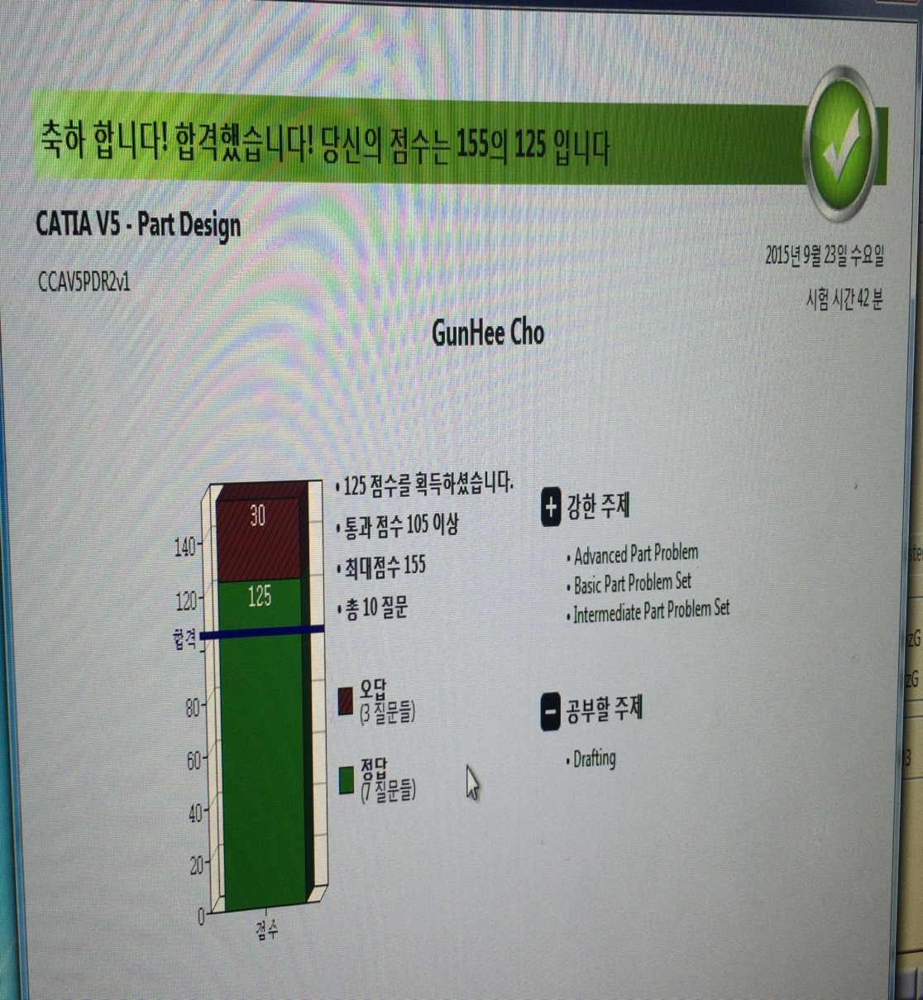 축하 합니다! 합격했습니다! 당신의 점수는 155의 125 입니다
CATIA V5 - Part Design
2015년 9월 23일 수요일
CCAV5PDR2v1
시험 시간 42 분
GunHee Cho
30
125
140
120
합격
80
60
40
20
0
점수
• 125 점수를 획득하셨습니다.
• 통과 점수 105 이상
• 최대점수 155
• 총 10 질문
오답
(3 질문들)
정답
(7 질문들)
+ 강한 주제
• Advanced Part Problem
• Basic Part Problem Set
• Intermediate Part Problem Set
− 공부할 주제
• Drafting
zG
zG
3